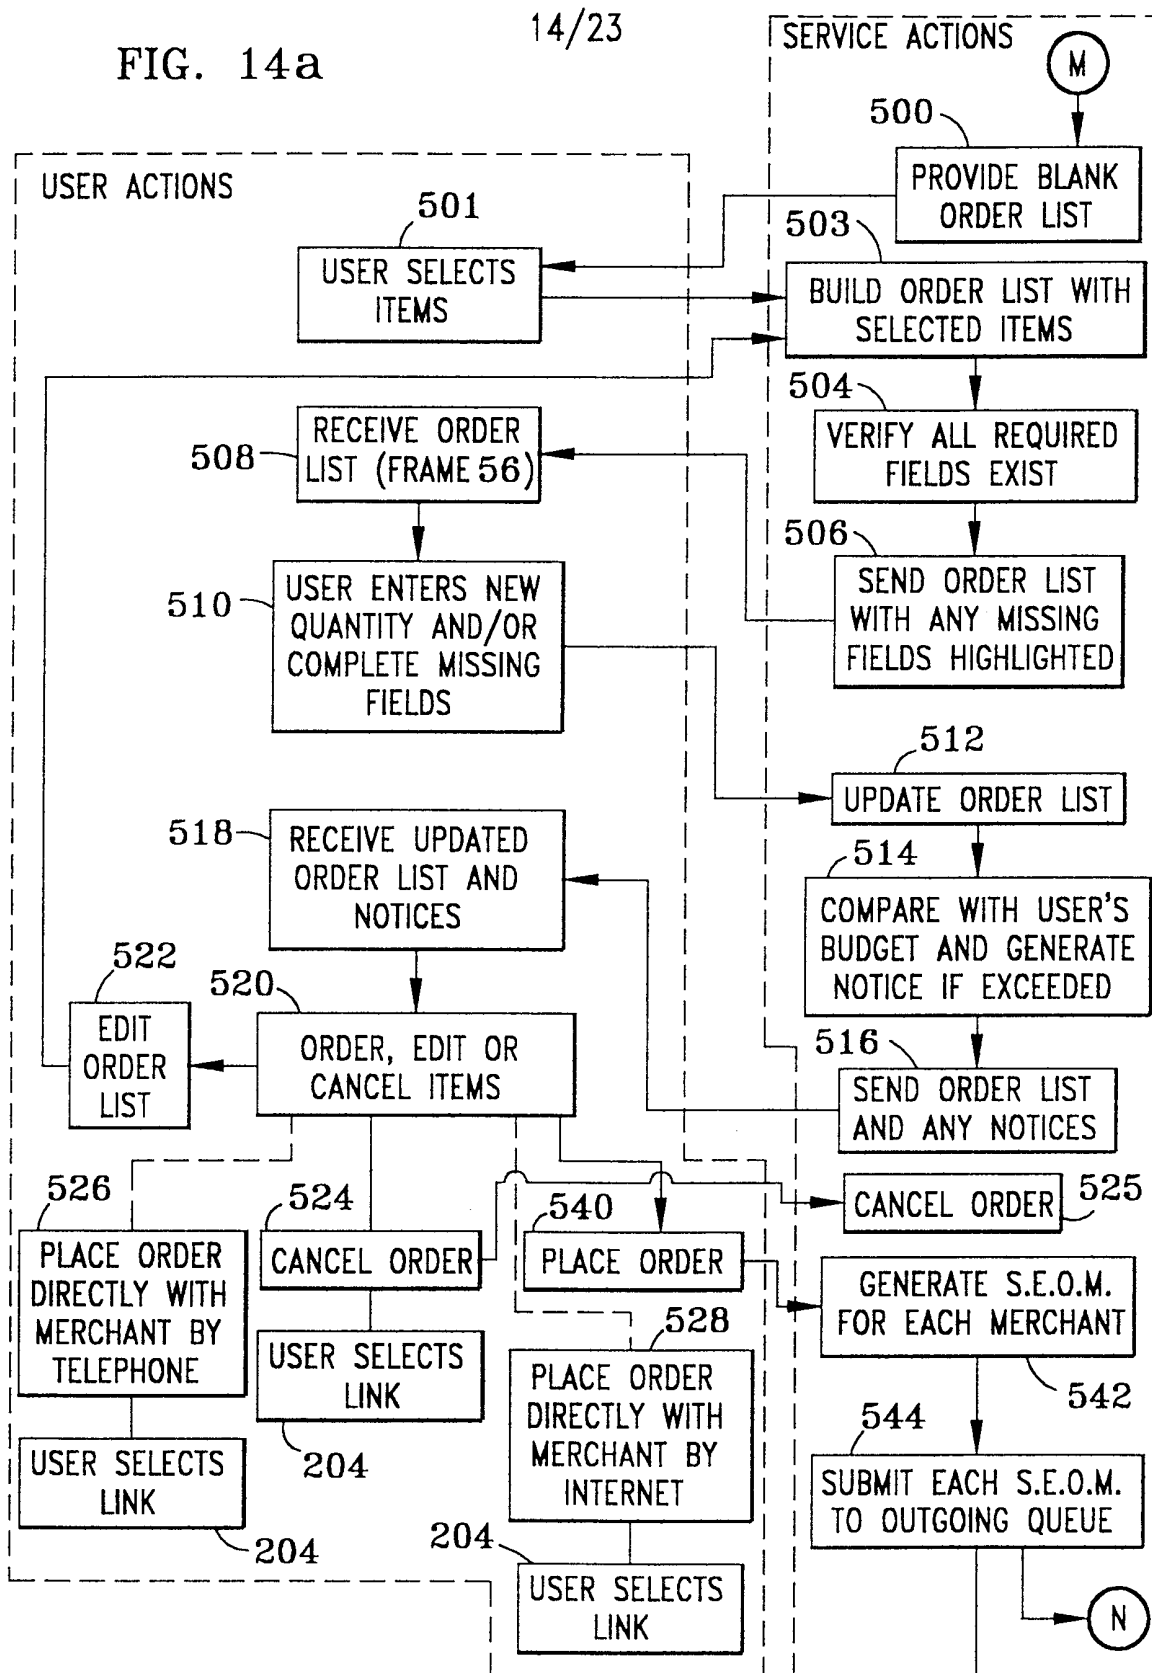 14/23
FIG. 14a
SERVICE ACTIONS
M
500
PROVIDE BLANK
ORDER LIST
USER ACTIONS
501
USER SELECTS
ITEMS
503
BUILD ORDER LIST WITH
SELECTED ITEMS
504
VERIFY ALL REQUIRED
FIELDS EXIST
508
RECEIVE ORDER
LIST (FRAME 56)
506
SEND ORDER LIST
WITH ANY MISSING
FIELDS HIGHLIGHTED
510
USER ENTERS NEW
QUANTITY AND/OR
COMPLETE MISSING
FIELDS
512
UPDATE ORDER LIST
518
RECEIVE UPDATED
ORDER LIST AND
NOTICES
514
COMPARE WITH USER'S
BUDGET AND GENERATE
NOTICE IF EXCEEDED
522
EDIT
ORDER
LIST
520
ORDER, EDIT OR
CANCEL ITEMS
516
SEND ORDER LIST
AND ANY NOTICES
526
PLACE ORDER
DIRECTLY WITH
MERCHANT BY
TELEPHONE
524
CANCEL ORDER
540
PLACE ORDER
CANCEL ORDER
525
GENERATE S.E.O.M.
FOR EACH MERCHANT
542
USER SELECTS
LINK
204
528
PLACE ORDER
DIRECTLY WITH
MERCHANT BY
INTERNET
544
SUBMIT EACH S.E.O.M.
TO OUTGOING QUEUE
USER SELECTS
LINK
204
204
USER SELECTS
LINK
N